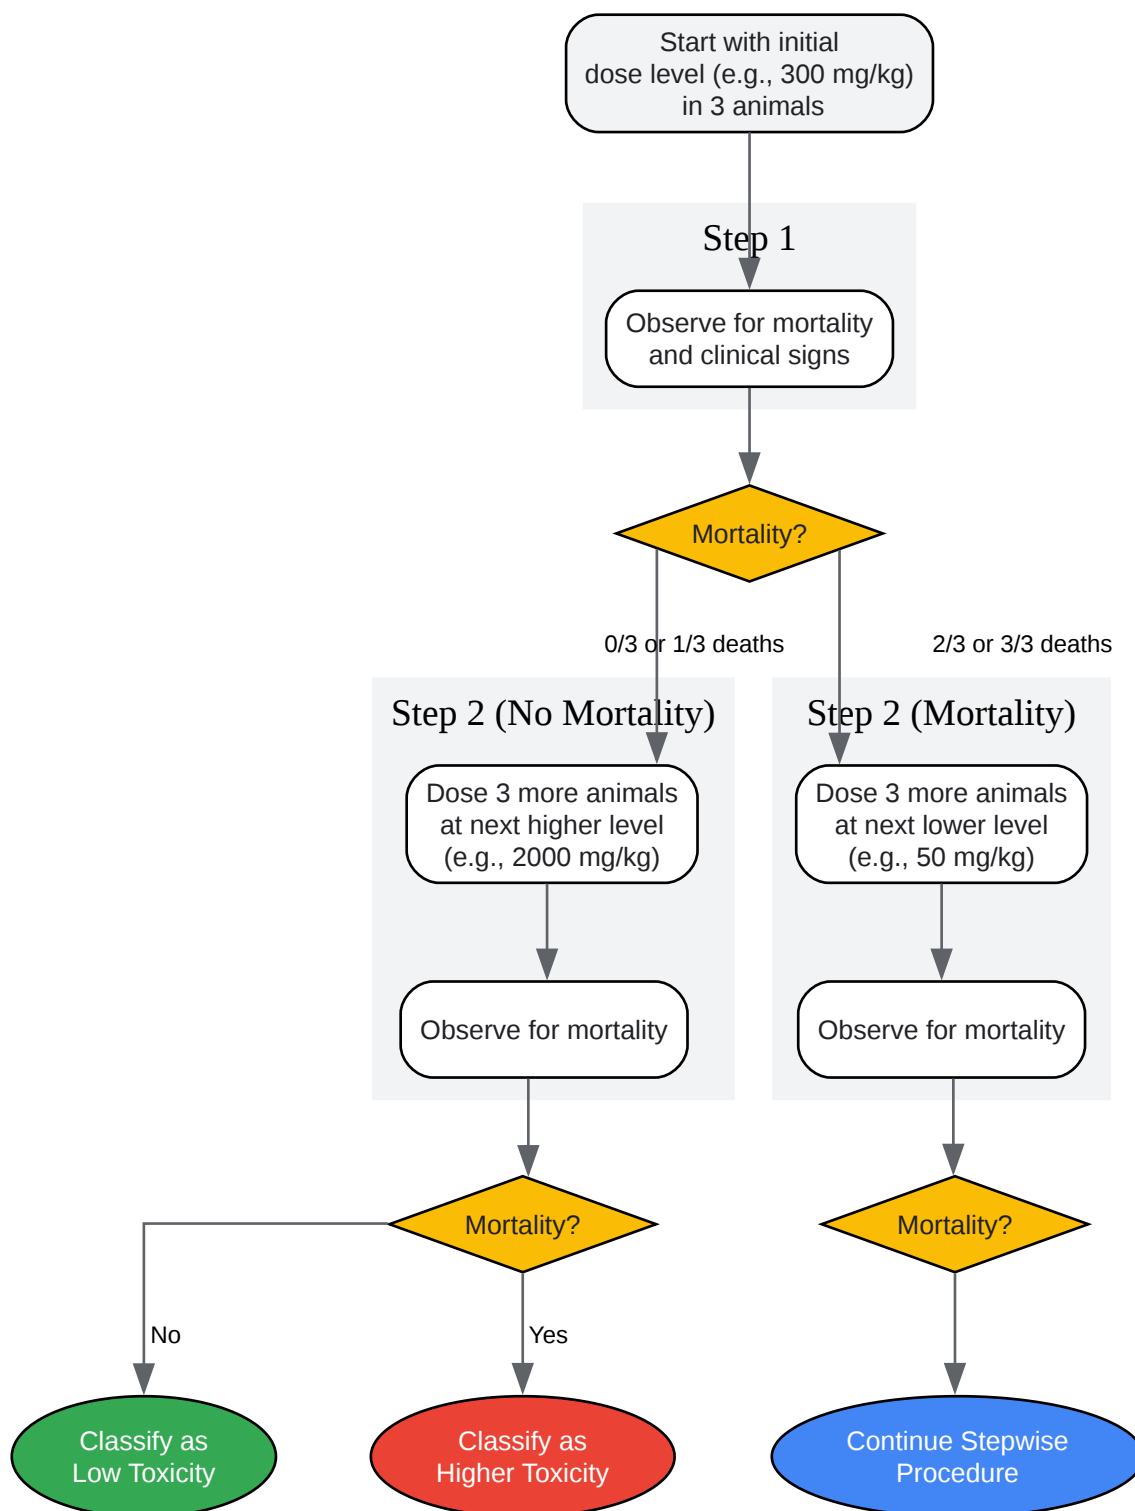 Start with initial
dose level (e.g., 300 mg/kg)
in 3 animals
Step 1
Observe for mortality
and clinical signs
Mortality?
0/3 or 1/3 deaths
2/3 or 3/3 deaths
Step 2 (No Mortality)
Step 2 (Mortality)
Dose 3 more animals
at next higher level
(e.g., 2000 mg/kg)
Dose 3 more animals
at next lower level
(e.g., 50 mg/kg)
Observe for mortality
Observe for mortality
Mortality?
Mortality?
No
Yes
Classify as
Low Toxicity
Classify as
Higher Toxicity
Continue Stepwise
Procedure